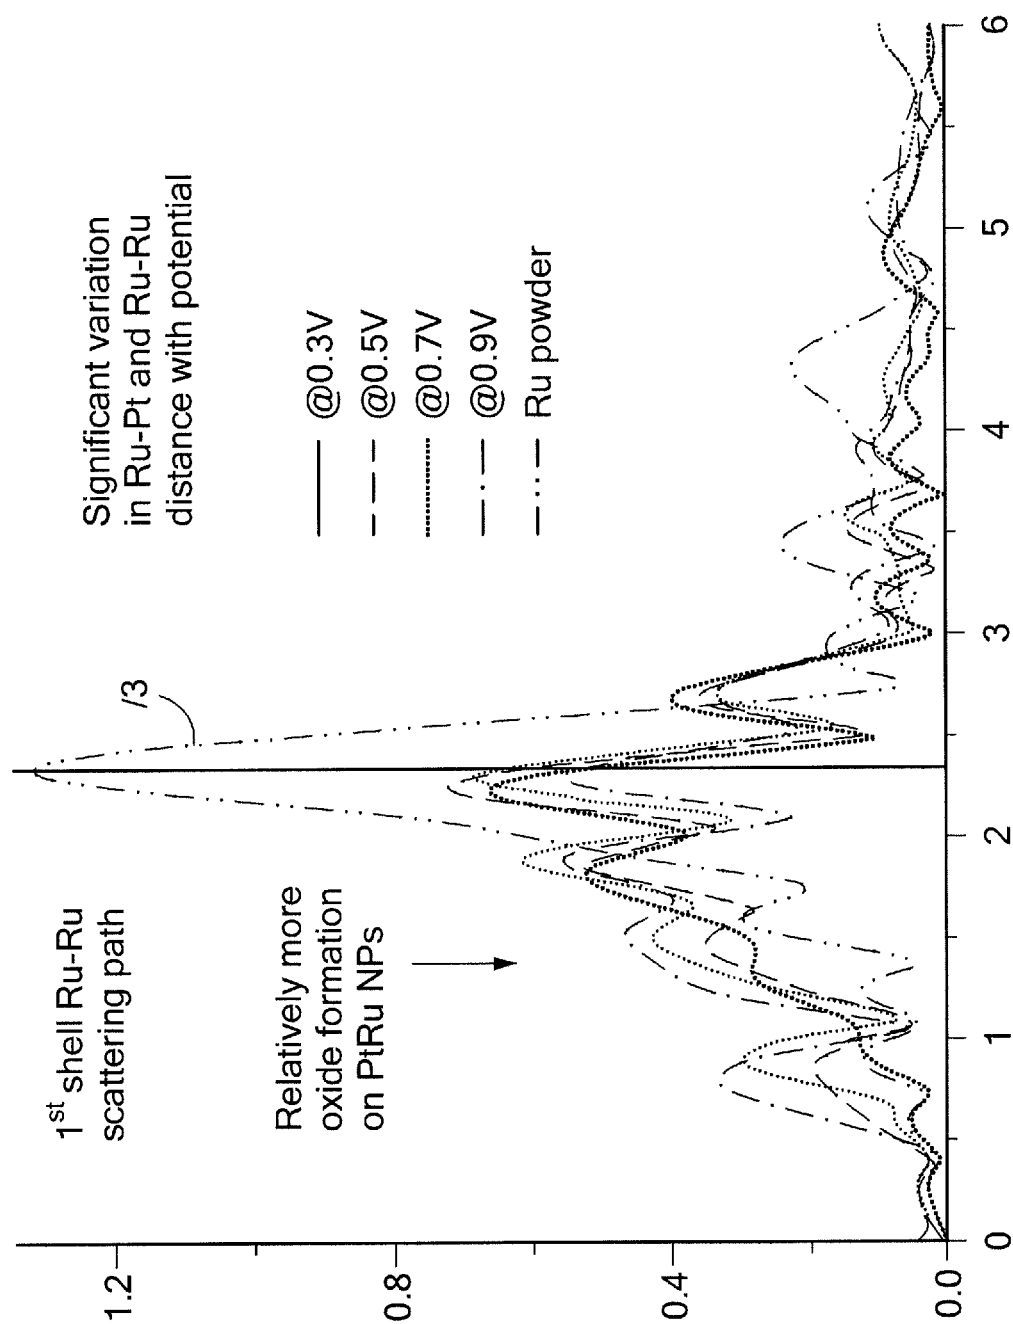 1st shell Ru-Ru
scattering path
Significant variation
in Ru-Pt and Ru-Ru
distance with potential
/3
Relatively more
oxide formation
on PtRu NPs
@0.3V
@0.5V
@0.7V
@0.9V
Ru powder
1.2
0.8
0.4
0.0
0
1
2
3
4
5
6